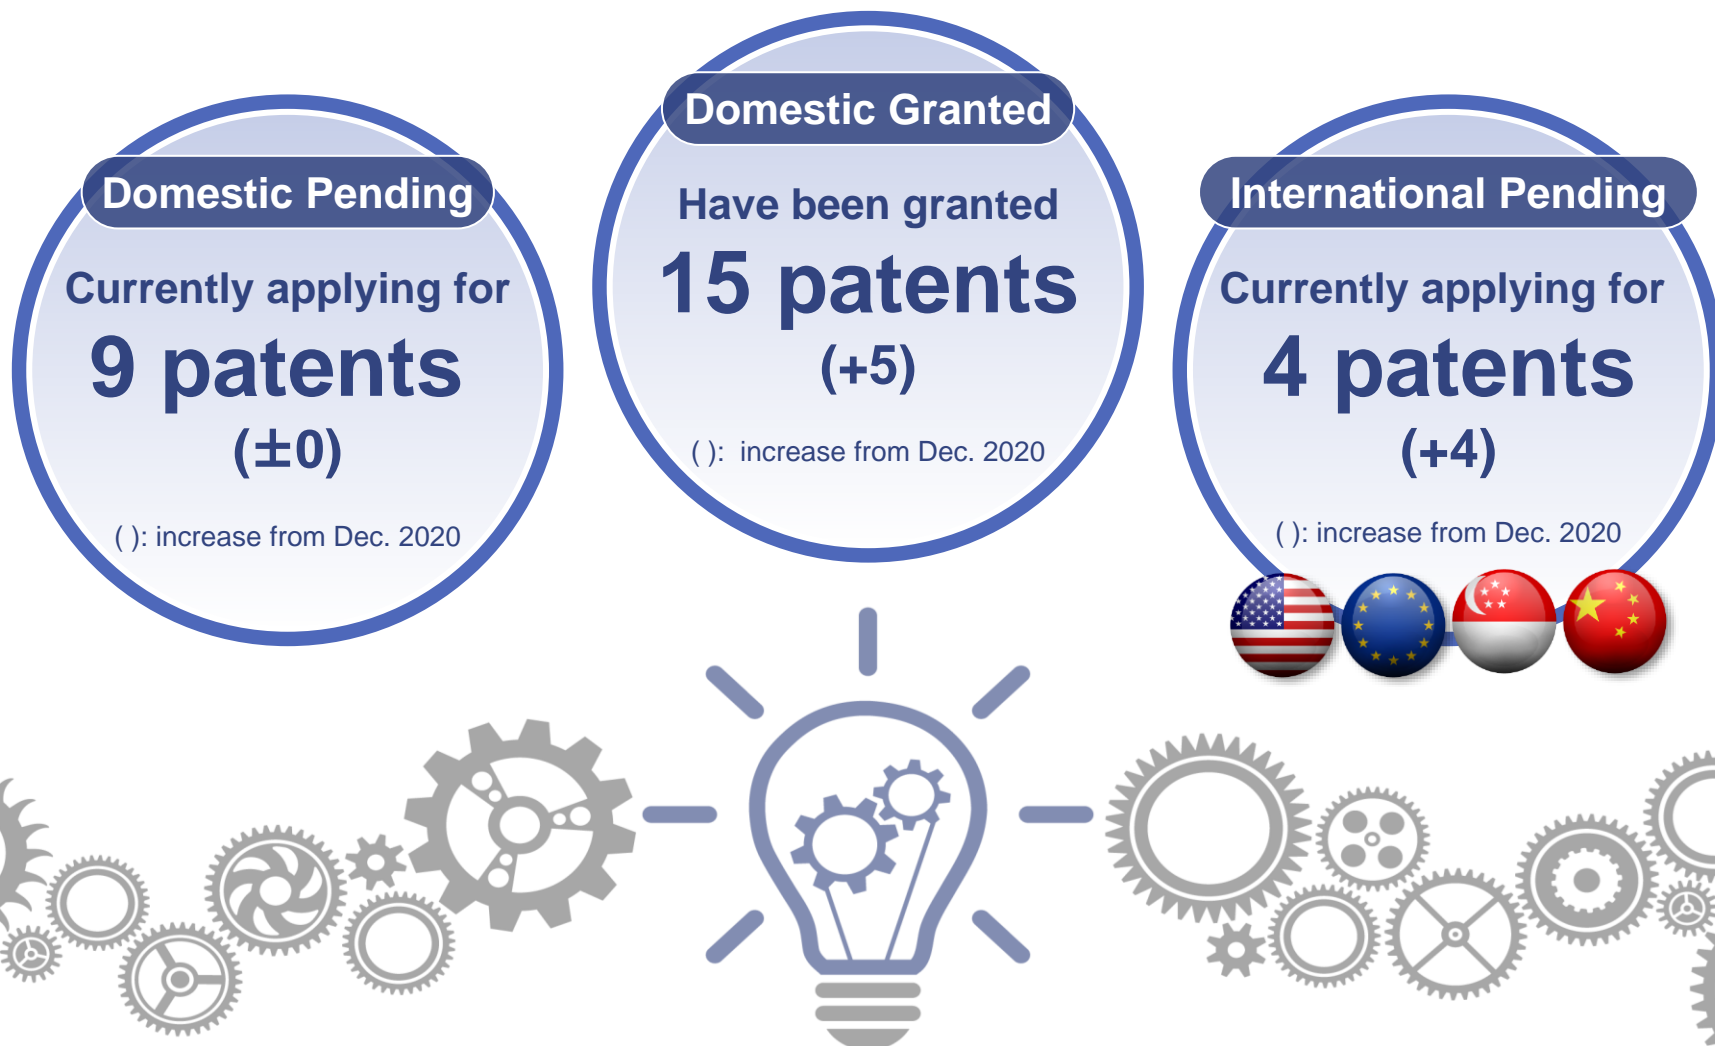 Domestic Pending
Currently applying for
9 patents
(±0)
( ): increase from Dec. 2020
Domestic Granted
Have been granted
15 patents
(+5)
( ): increase from Dec. 2020
International Pending
Currently applying for
4 patents
(+4)
( ): increase from Dec. 2020